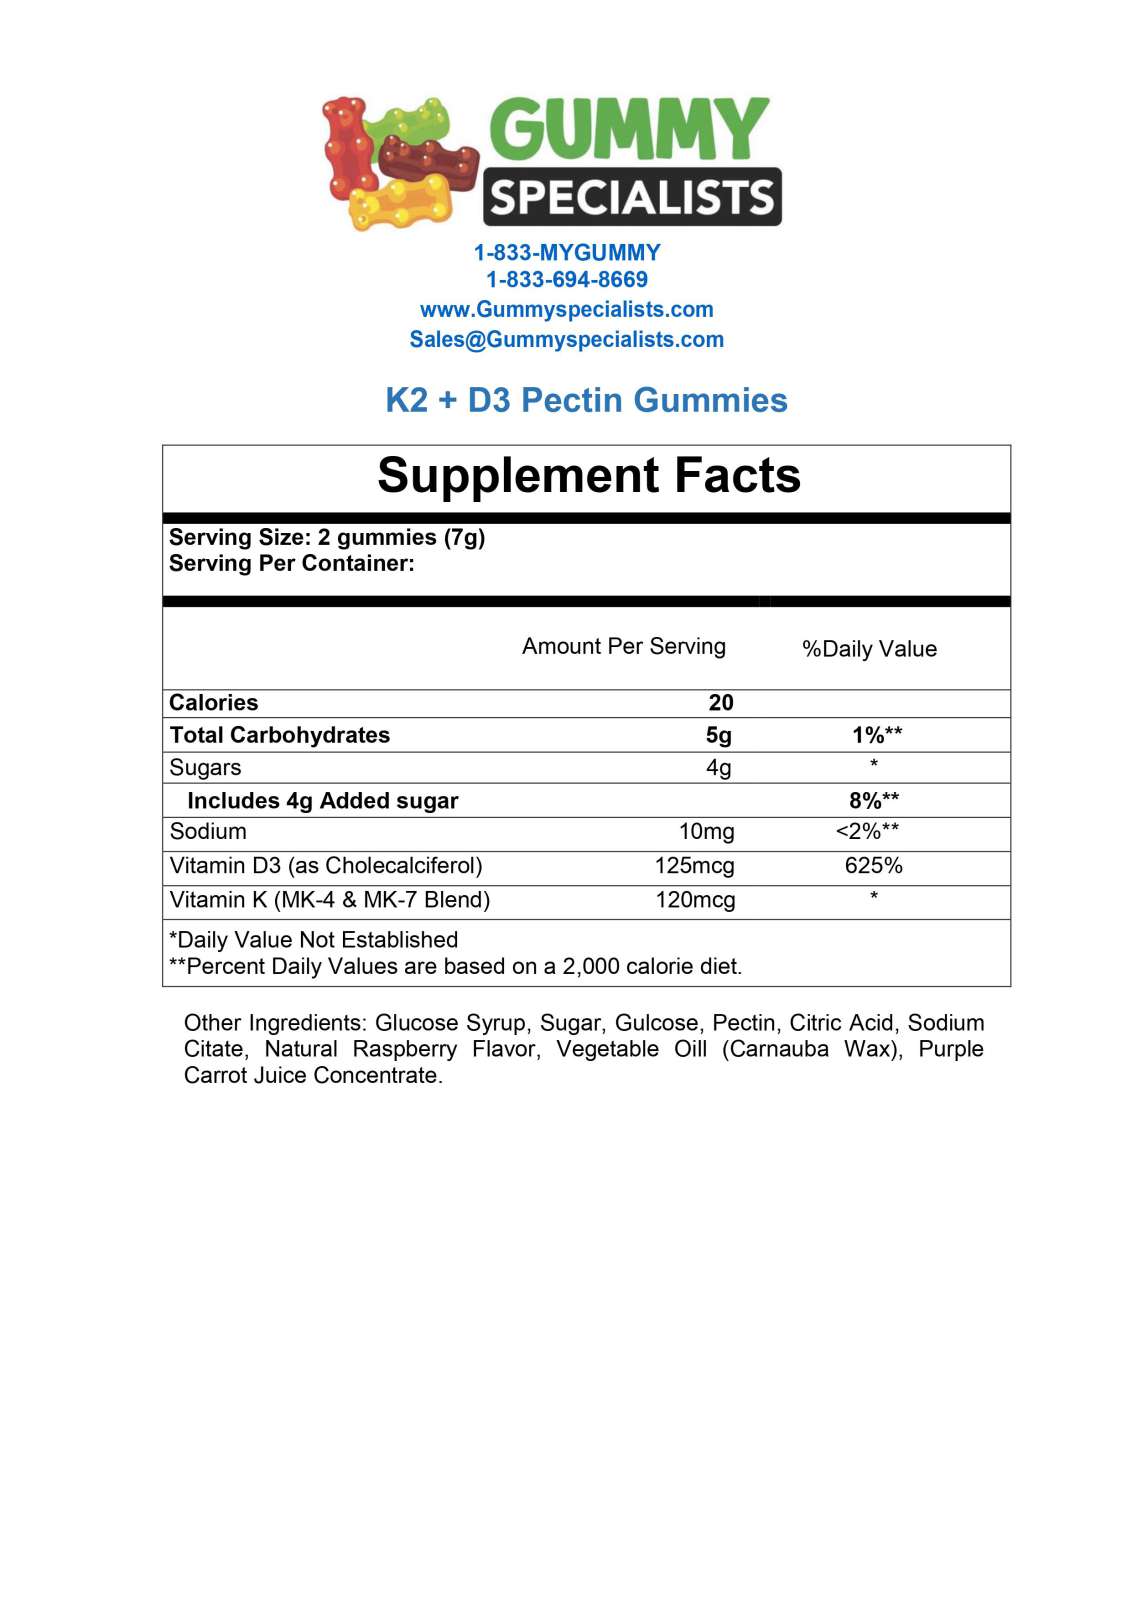 GUMMY
SPECIALISTS
1-833-MYGUMMY
1-833-694-8669
www.Gummyspecialists.com
Sales@Gummyspecialists.com
K2 + D3 Pectin Gummies
Supplement Facts
Serving Size: 2 gummies (7g)
Serving Per Container:
Amount Per Serving %Daily Value
Calories 20
Total Carbohydrates 5g 1%**
Sugars 4g *
Includes 4g Added sugar 8%**
Sodium 10mg <2%**
Vitamin D3 (as Cholecalciferol) 125mcg 625%
Vitamin K (MK-4 & MK-7 Blend) 120mcg *
*Daily Value Not Established
**Percent Daily Values are based on a 2,000 calorie diet.
Other Ingredients: Glucose Syrup, Sugar, Gulcose, Pectin, Citric Acid, Sodium
Citate, Natural Raspberry Flavor, Vegetable Oill (Carnauba Wax), Purple
Carrot Juice Concentrate.